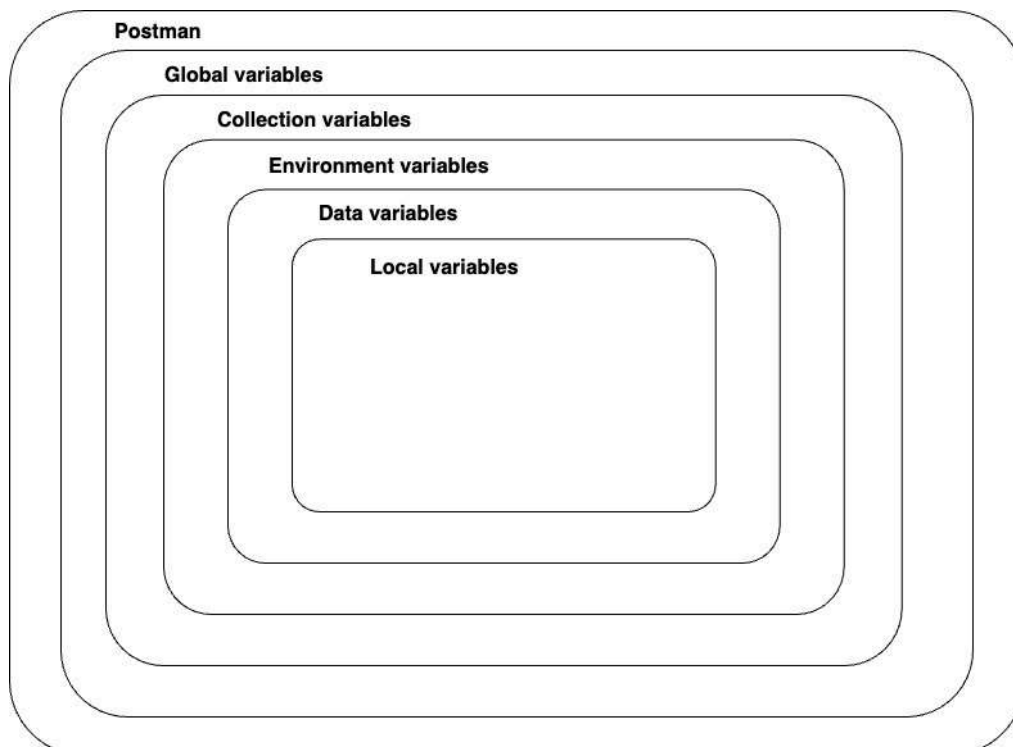 Postman
Global variables
Collection variables
Environment variables
Data variables
Local variables